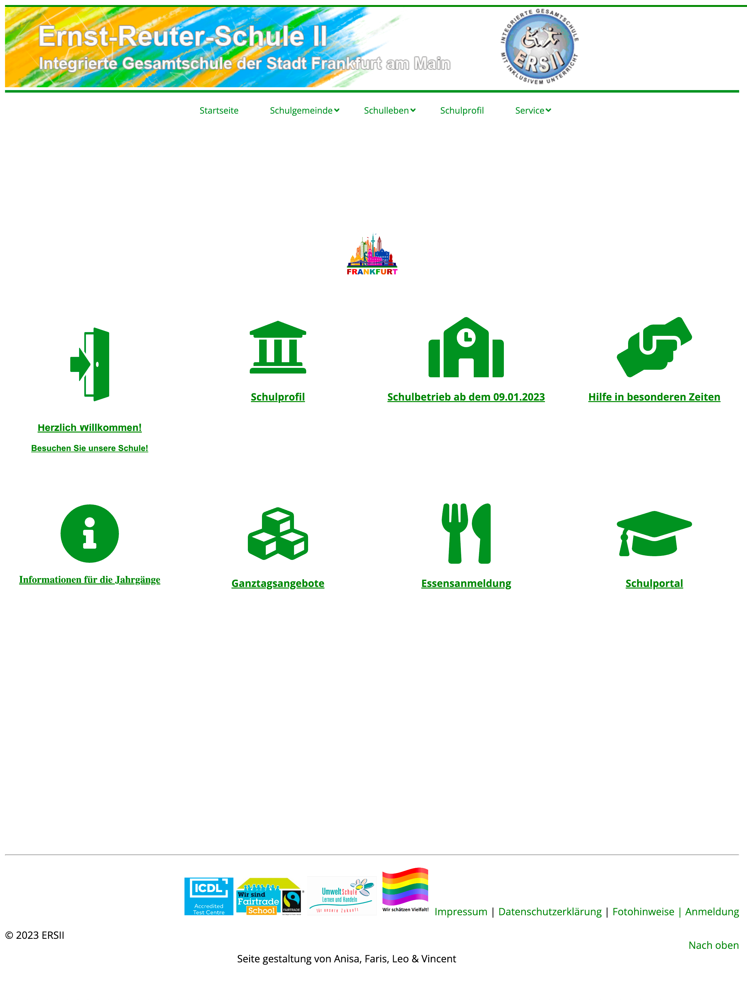 Ernst-Reuter-Schule II
Integrierte Gesamtschule der Stadt Frankfurt am Main
INTEGRIERTE GESAMTSCHULE
ERSII
MIT INKLUSIVEM UNTERRICHT
Startseite Schulgemeinde Schulleben Schulprofil Service
FRANKFURT
Schulprofil Schulbetrieb ab dem 09.01.2023 Hilfe in besonderen Zeiten
Herzlich Willkommen!
Besuchen Sie unsere Schule!
Informationen für die Jahrgänge Ganztagsangebote Essensanmeldung Schulportal
ICDL
Accredited
Test Centre
Wir sind
Fairtrade
School
FAIRTRADE
®
UmweltSchule
Lernen und Handeln
für unsere Zukunft
Wir schätzen Vielfalt!
Impressum | Datenschutzerklärung | Fotohinweise | Anmeldung
© 2023 ERSII
Nach oben
Seite gestaltung von Anisa, Faris, Leo & Vincent